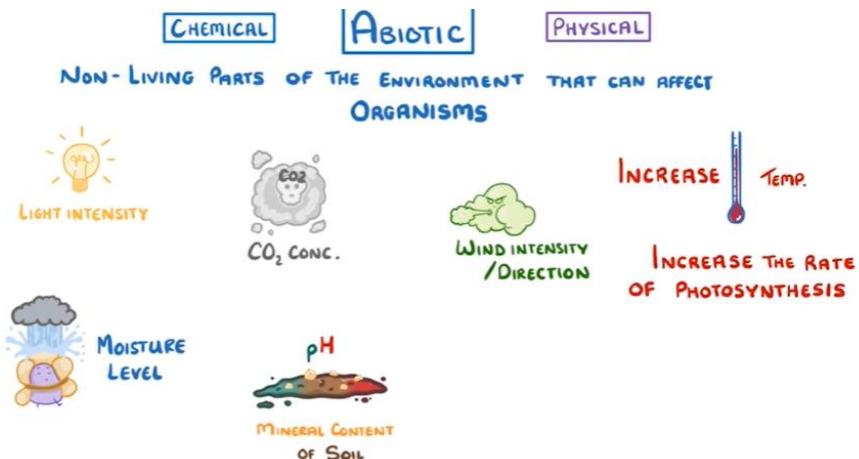 CHEMICAL
ABIOTIC
PHYSICAL
NON-LIVING PARTS OF THE ENVIRONMENT THAT CAN AFFECT
ORGANISMS
LIGHT INTENSITY
CO2
CO₂ CONC.
WIND INTENSITY
/DIRECTION
INCREASE TEMP.
INCREASE THE RATE
OF PHOTOSYNTHESIS
MOISTURE
LEVEL
pH
MINERAL CONTENT
OF SOIL